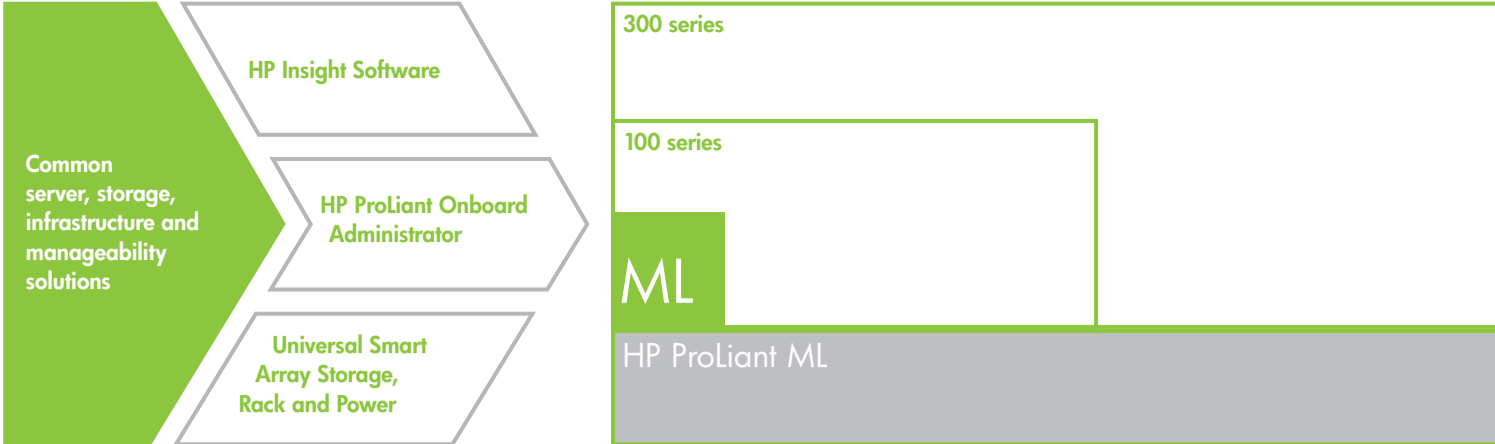 Common
server, storage,
infrastructure and
manageability
solutions
HP Insight Software
HP ProLiant Onboard
Administrator
Universal Smart
Array Storage,
Rack and Power
300 series
100 series
ML
HP ProLiant ML